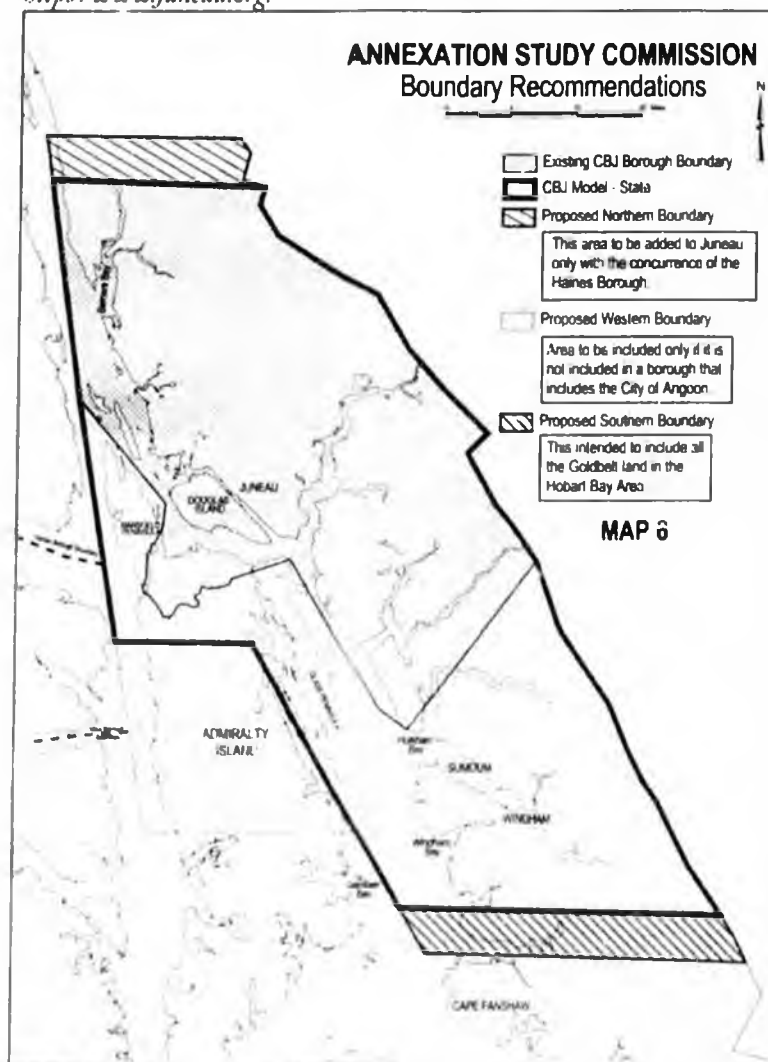 ANNEXATION STUDY COMMISSION
Boundary Recommendations
N
Existing CBJ Borough Boundary
CBJ Model - State
Proposed Northern Boundary
This area to be added to Juneau
only with the concurrence of the
Haines Borough.
Proposed Western Boundary
Area to be included only if it is
not included in a borough that
includes the City of Angoon.
Proposed Southern Boundary
This intended to include all
the Goldbelt land in the
Hobart Bay Area
MAP 6
JUNEAU
DOUGLAS
ISLAND
ADMIRALTY
ISLAND
Bay
SUMDUM
WINDHAM
Windham
Bay
Bay
CAPE FANSHAW